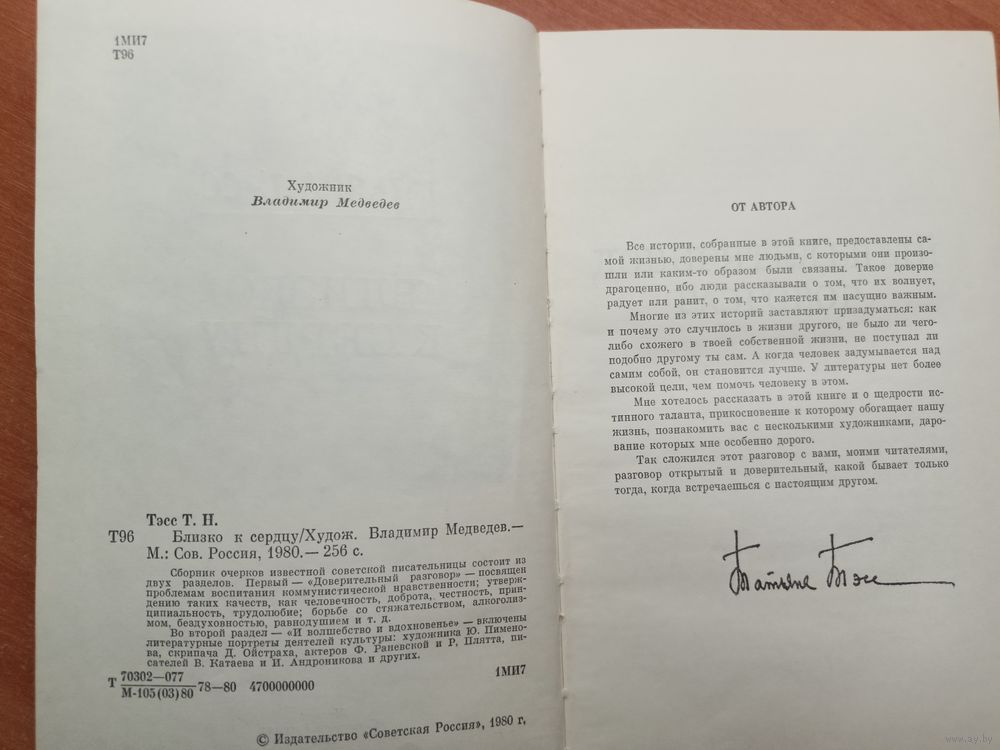 1МИ7
Т96
Художник
Владимир Медведев
Тэсс Т. Н.
Т96 Близко к сердцу/Худож. Владимир Медведев.—
М.: Сов. Россия, 1980.— 256 с.
Сборник очерков известной советской писательницы состоит из
двух разделов. Первый — «Доверительный разговор» — посвящен
проблемам воспитания коммунистической нравственности; утверж-
дению таких качеств, как человечность, доброта, честность, прин-
ципиальность, трудолюбие; борьбе со стяжательством, алкоголиз-
мом, бездуховностью, равнодушием и т. д.
Во второй раздел — «И волшебство и вдохновенье» — включены
литературные портреты деятелей культуры: художника Ю. Пимено-
ва, скрипача Д. Ойстраха, актеров Ф. Раневской и Р, Плятта, пи-
сателей В. Катаева и И. Андроникова и других.
Т 70302—077
М-105(03)80 78—80 4700000000
1МИ7
© Издательство «Советская Россия», 1980 г,
ОТ АВТОРА
Все истории, собранные в этой книге, предоставлены са-
мой жизнью, доверены мне людьми, с которыми они произо-
шли или каким-то образом были связаны. Такое доверие
драгоценно, ибо люди рассказывали о том, что их волнует,
радует или ранит, о том, что кажется им насущно важным.
Многие из этих историй заставляют призадуматься: как
и почему это случилось в жизни другого, не было ли чего-
либо схожего в твоей собственной жизни, не поступал ли
подобно другому ты сам. А когда человек задумывается над
самим собой, он становится лучше. У литературы нет более
высокой цели, чем помочь человеку в этом.
Мне хотелось рассказать в этой книге и о щедрости ис-
тинного таланта, прикосновение к которому обогащает нашу
жизнь, познакомить вас с несколькими художниками, даро-
вание которых мне особенно дорого.
Так сложился этот разговор с вами, моими читателями,
разговор открытый и доверительный, какой бывает только
тогда, когда встречаешься с настоящим другом.
Татьяна Тэсс
www.ay.by